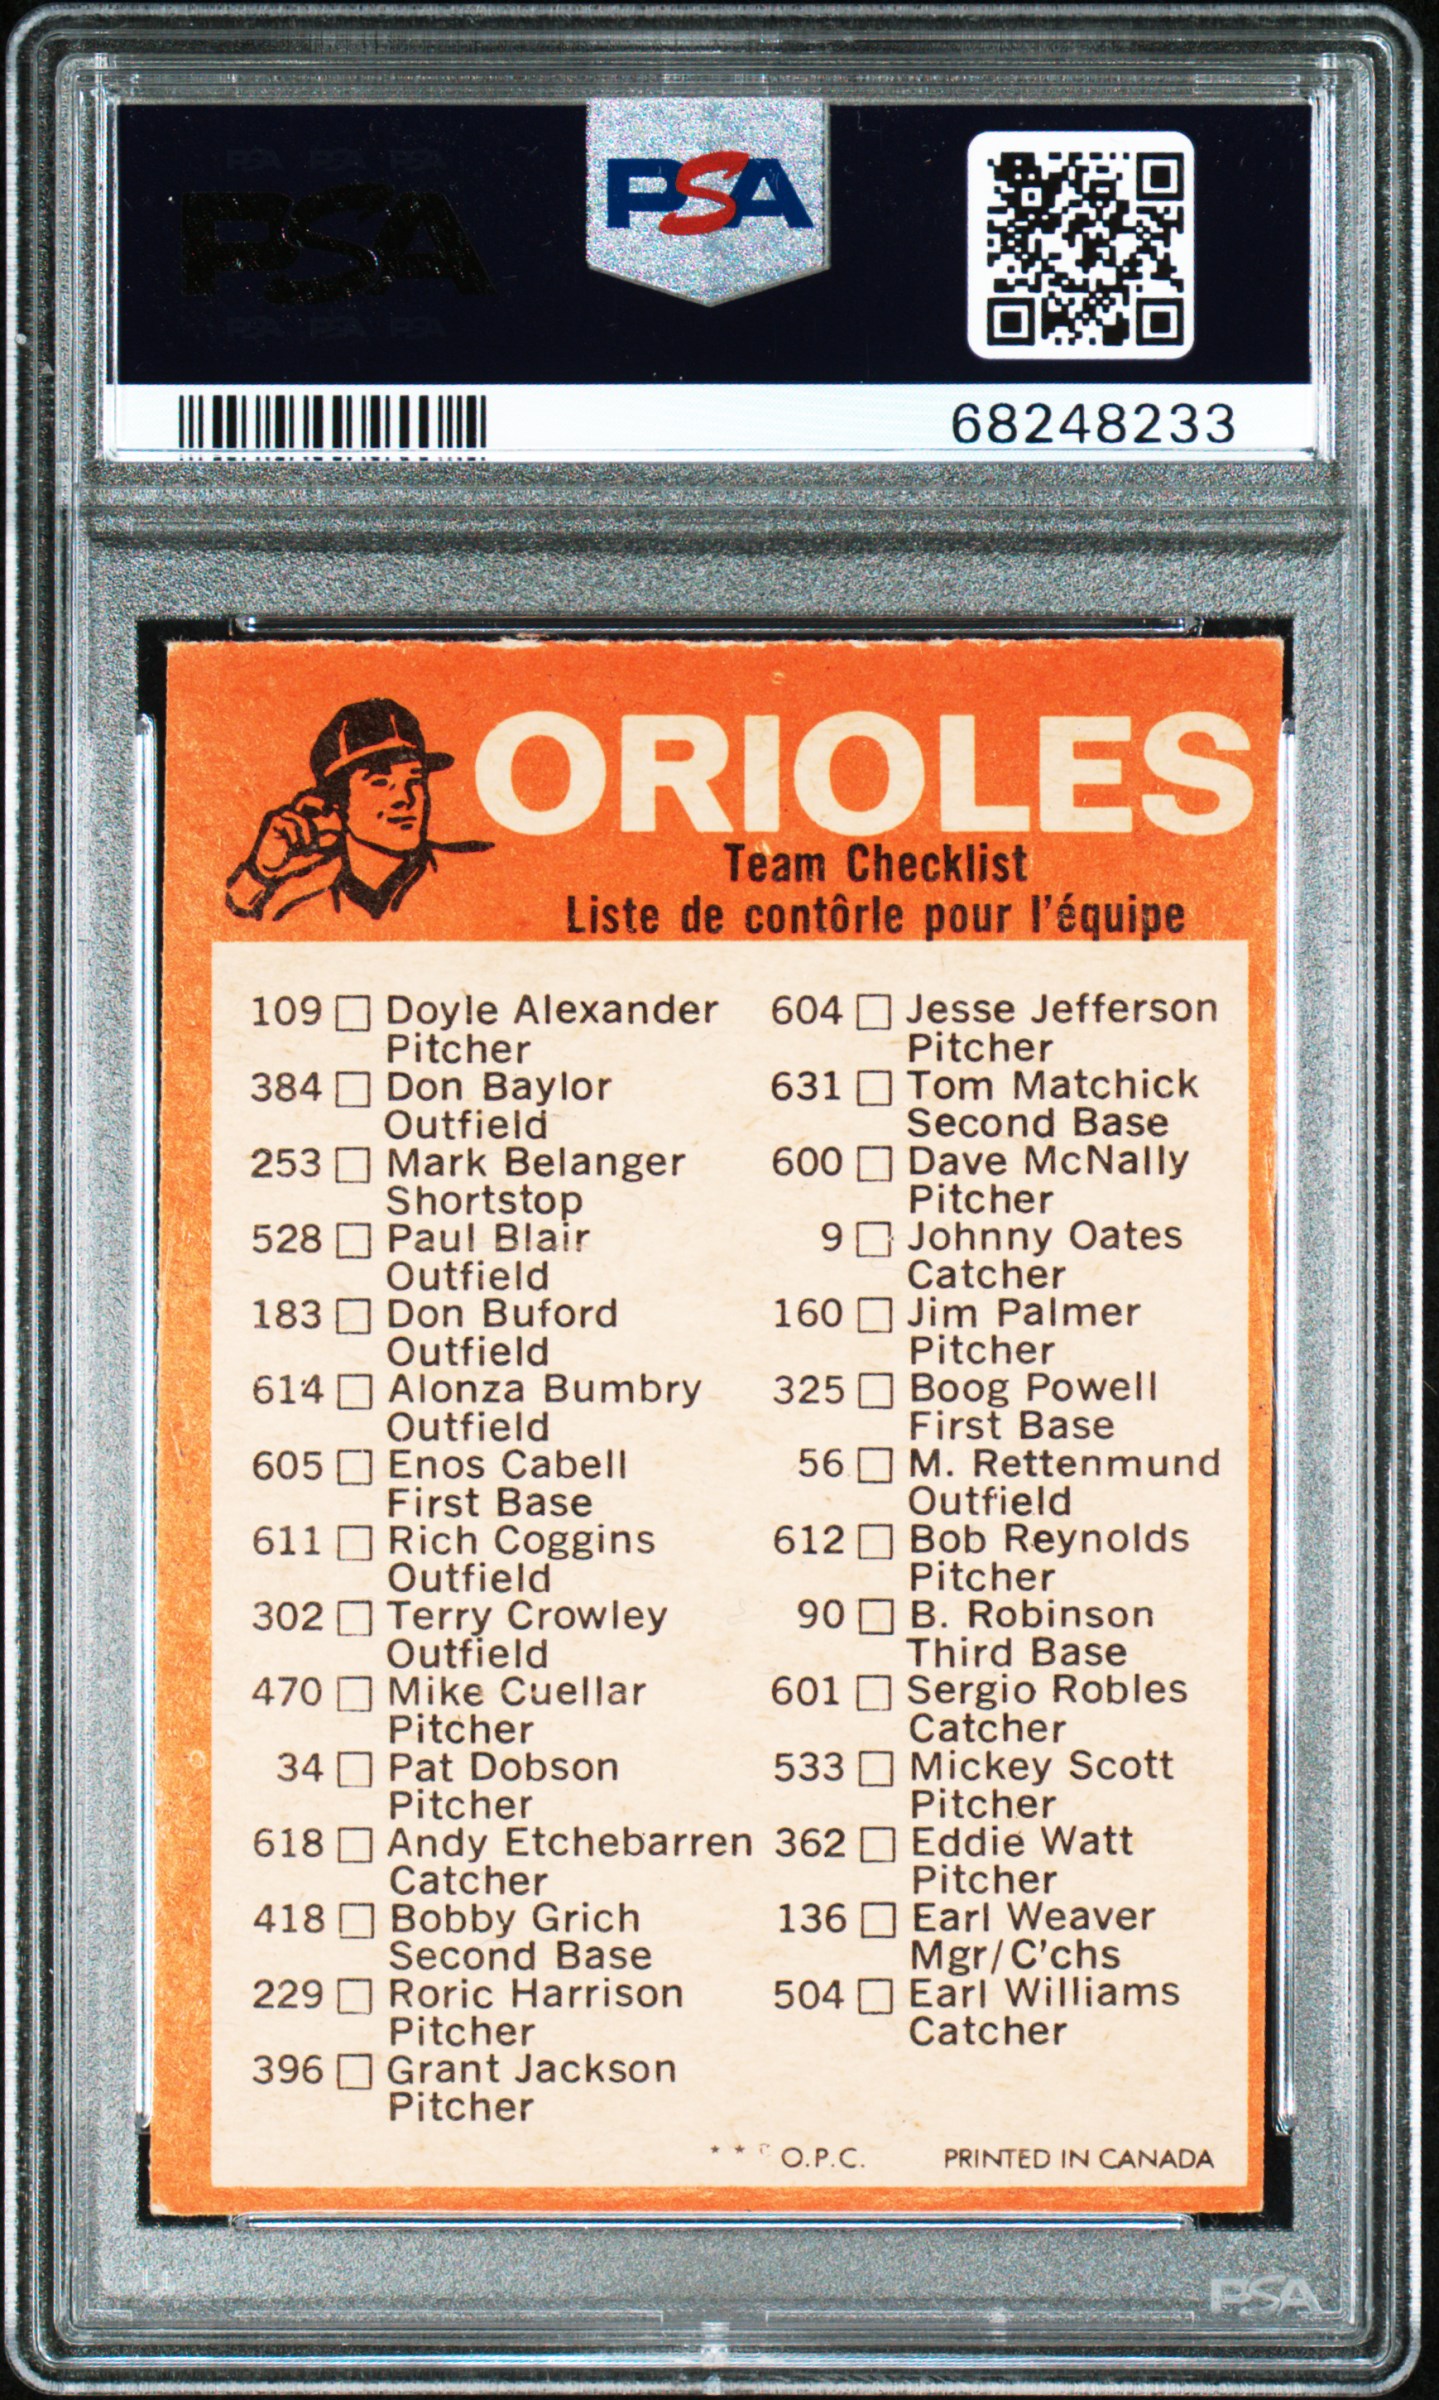 PSA PSA PSA
PSA
PSA PSA PSA
PSA
68248233
ORIOLES
Team Checklist
Liste de contôrle pour l'équipe
109 □ Doyle Alexander
Pitcher
384 □ Don Baylor
Outfield
253 □ Mark Belanger
Shortstop
528 □ Paul Blair
Outfield
183 □ Don Buford
Outfield
614 □ Alonza Bumbry
Outfield
605 □ Enos Cabell
First Base
611 □ Rich Coggins
Outfield
302 □ Terry Crowley
Outfield
470 □ Mike Cuellar
Pitcher
34 □ Pat Dobson
Pitcher
618 □ Andy Etchebarren
Catcher
418 □ Bobby Grich
Second Base
229 □ Roric Harrison
Pitcher
396 □ Grant Jackson
Pitcher
604 □ Jesse Jefferson
Pitcher
631 □ Tom Matchick
Second Base
600 □ Dave McNally
Pitcher
9 □ Johnny Oates
Catcher
160 □ Jim Palmer
Pitcher
325 □ Boog Powell
First Base
56 □ M. Rettenmund
Outfield
612 □ Bob Reynolds
Pitcher
90 □ B. Robinson
Third Base
601 □ Sergio Robles
Catcher
533 □ Mickey Scott
Pitcher
362 □ Eddie Watt
Pitcher
136 □ Earl Weaver
Mgr/C'chs
504 □ Earl Williams
Catcher
* * O.P.C. PRINTED IN CANADA
PSA